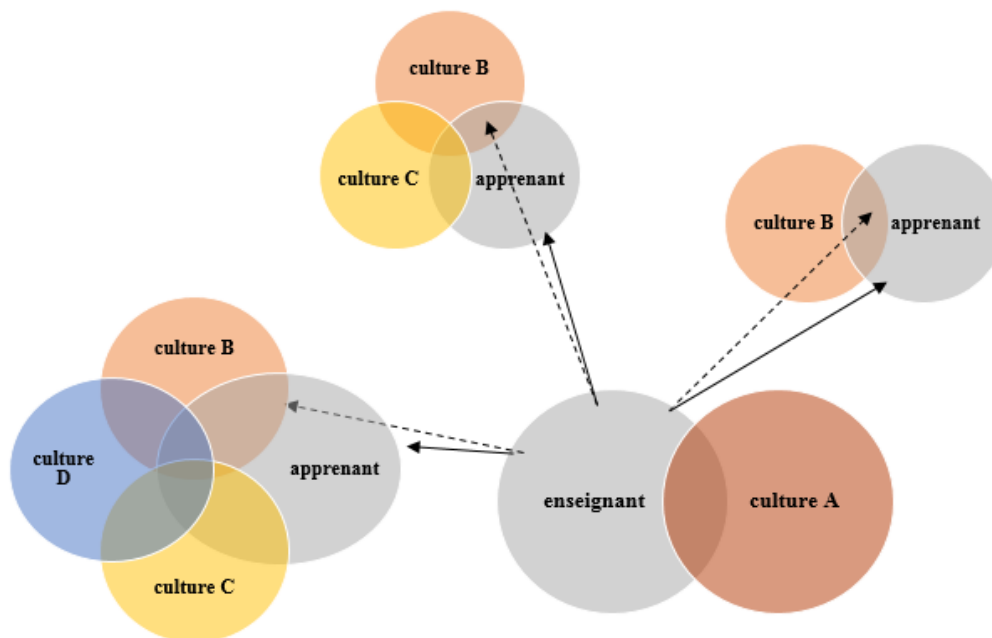 culture B
culture C
apprenant
culture B
apprenant
culture B
culture
D
apprenant
culture C
enseignant
culture A